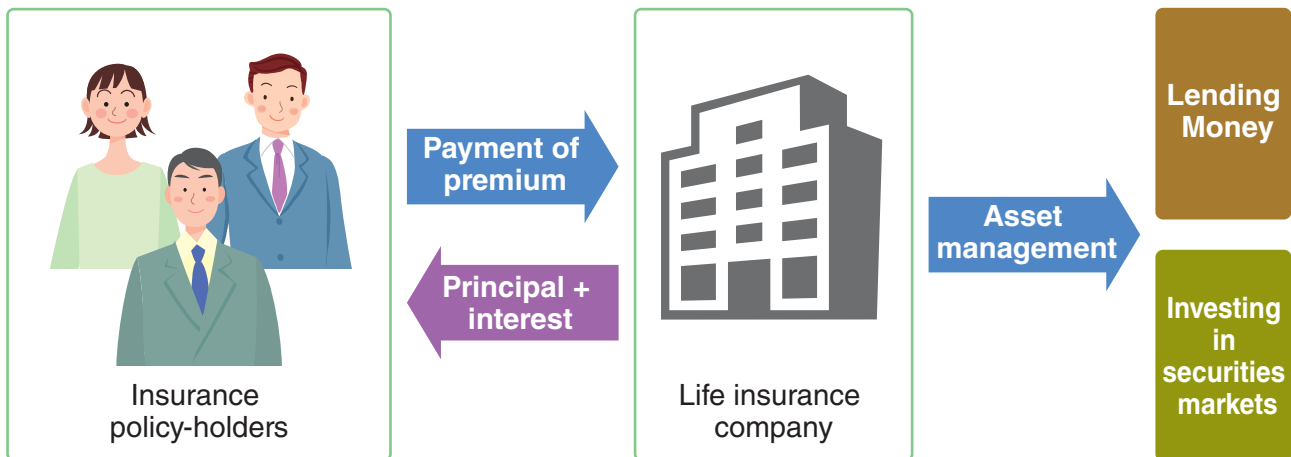 Payment of
premium
Principal +
interest
Insurance
policy-holders
Life insurance
company
Asset
management
Lending
Money
Investing
in
securities
markets